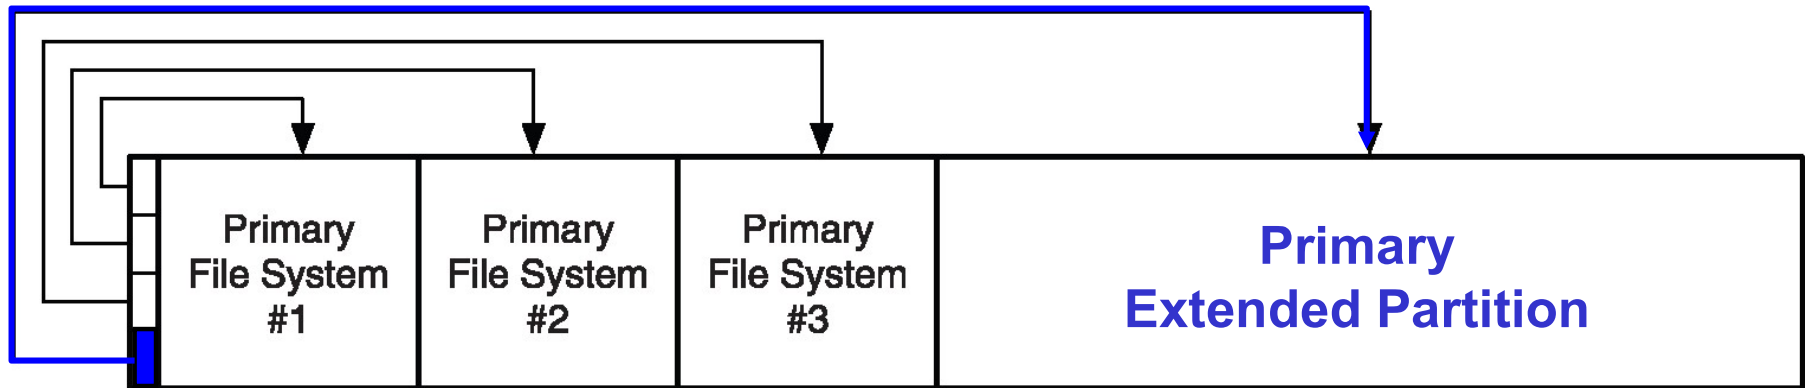 Primary
File System
#1
Primary
File System
#2
Primary
File System
#3
Primary
Extended Partition